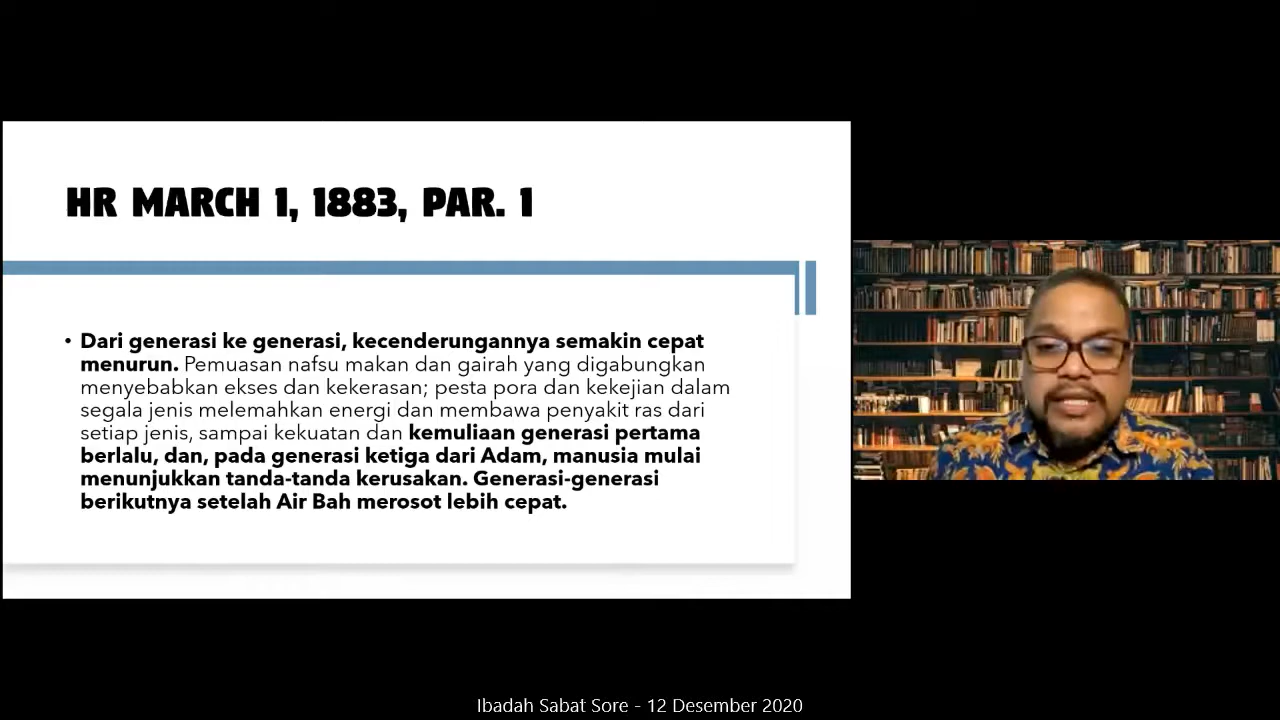 HR MARCH 1, 1883, PAR. 1
• Dari generasi ke generasi, kecenderungannya semakin cepat
menurun. Pemuasan nafsu makan dan gairah yang digabungkan
menyebabkan ekses dan kekerasan; pesta pora dan kekejian dalam
segala jenis melemahkan energi dan membawa penyakit ras dari
setiap jenis, sampai kekuatan dan kemuliaan generasi pertama
berlalu, dan, pada generasi ketiga dari Adam, manusia mulai
menunjukkan tanda-tanda kerusakan. Generasi-generasi
berikutnya setelah Air Bah merosot lebih cepat.
Ibadah Sabat Sore - 12 Desember 2020